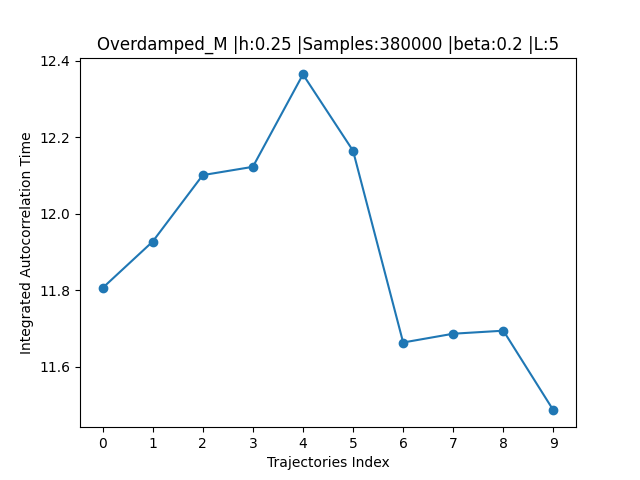 Overdamped_M |h:0.25 |Samples:380000 |beta:0.2 |L:5
12.4
12.2
12.0
11.8
11.6
Integrated Autocorrelation Time
0 1 2 3 4 5 6 7 8 9
Trajectories Index